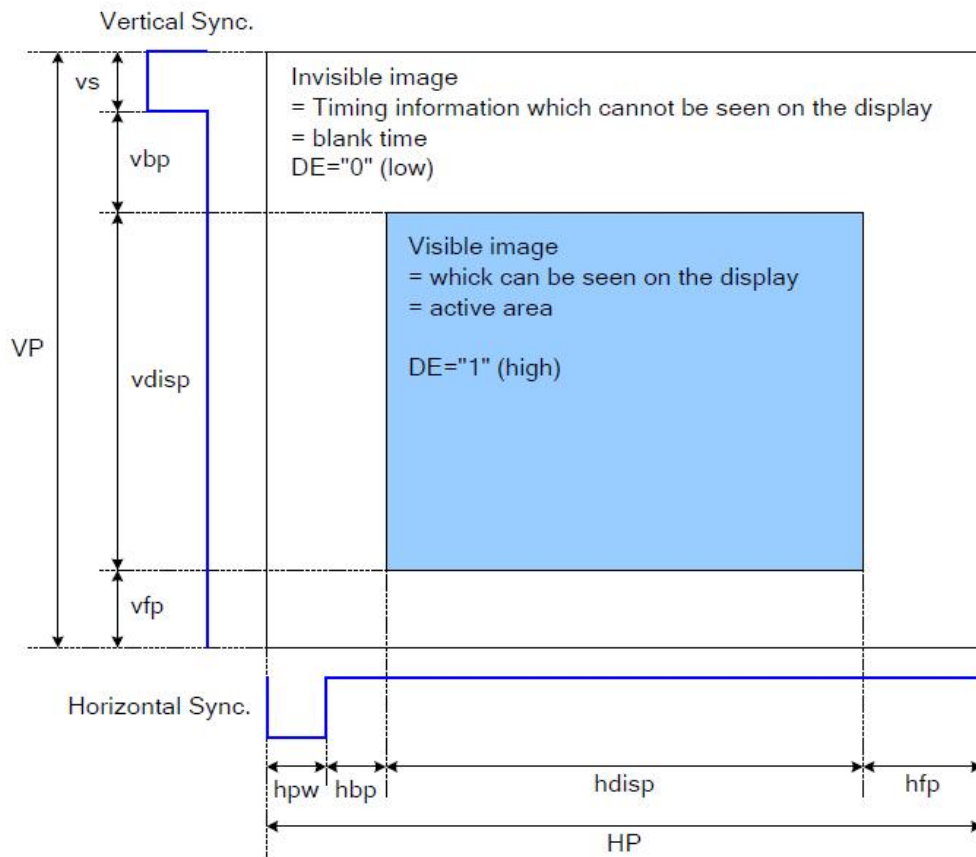 Vertical Sync.
vs
Invisible image
= Timing information which cannot be seen on the display
= blank time
DE="0" (low)
vbp
Visible image
= whick can be seen on the display
= active area
DE="1" (high)
VP
vdisp
vfp
Horizontal Sync.
hpw
hbp
hdisp
hfp
HP